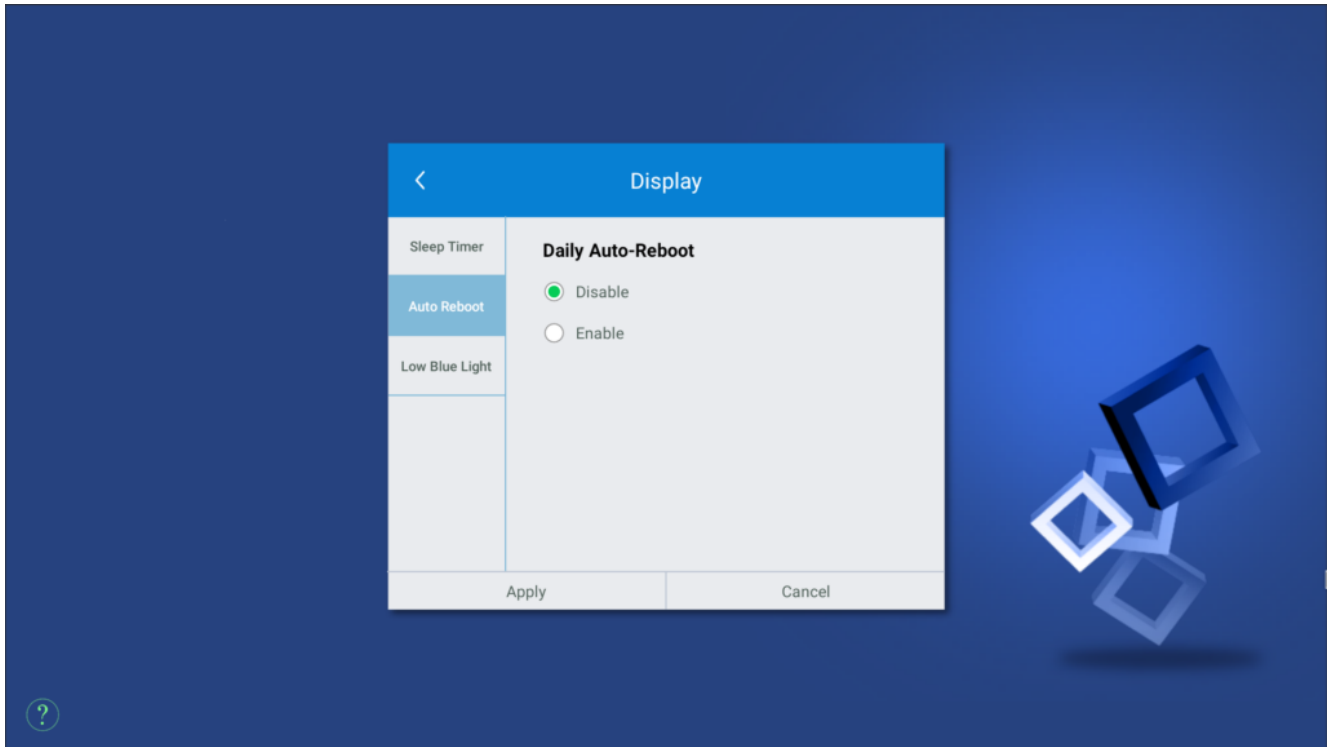 Display
Sleep Timer
Auto Reboot
Low Blue Light
Daily Auto-Reboot
Disable
Enable
Apply
Cancel
?